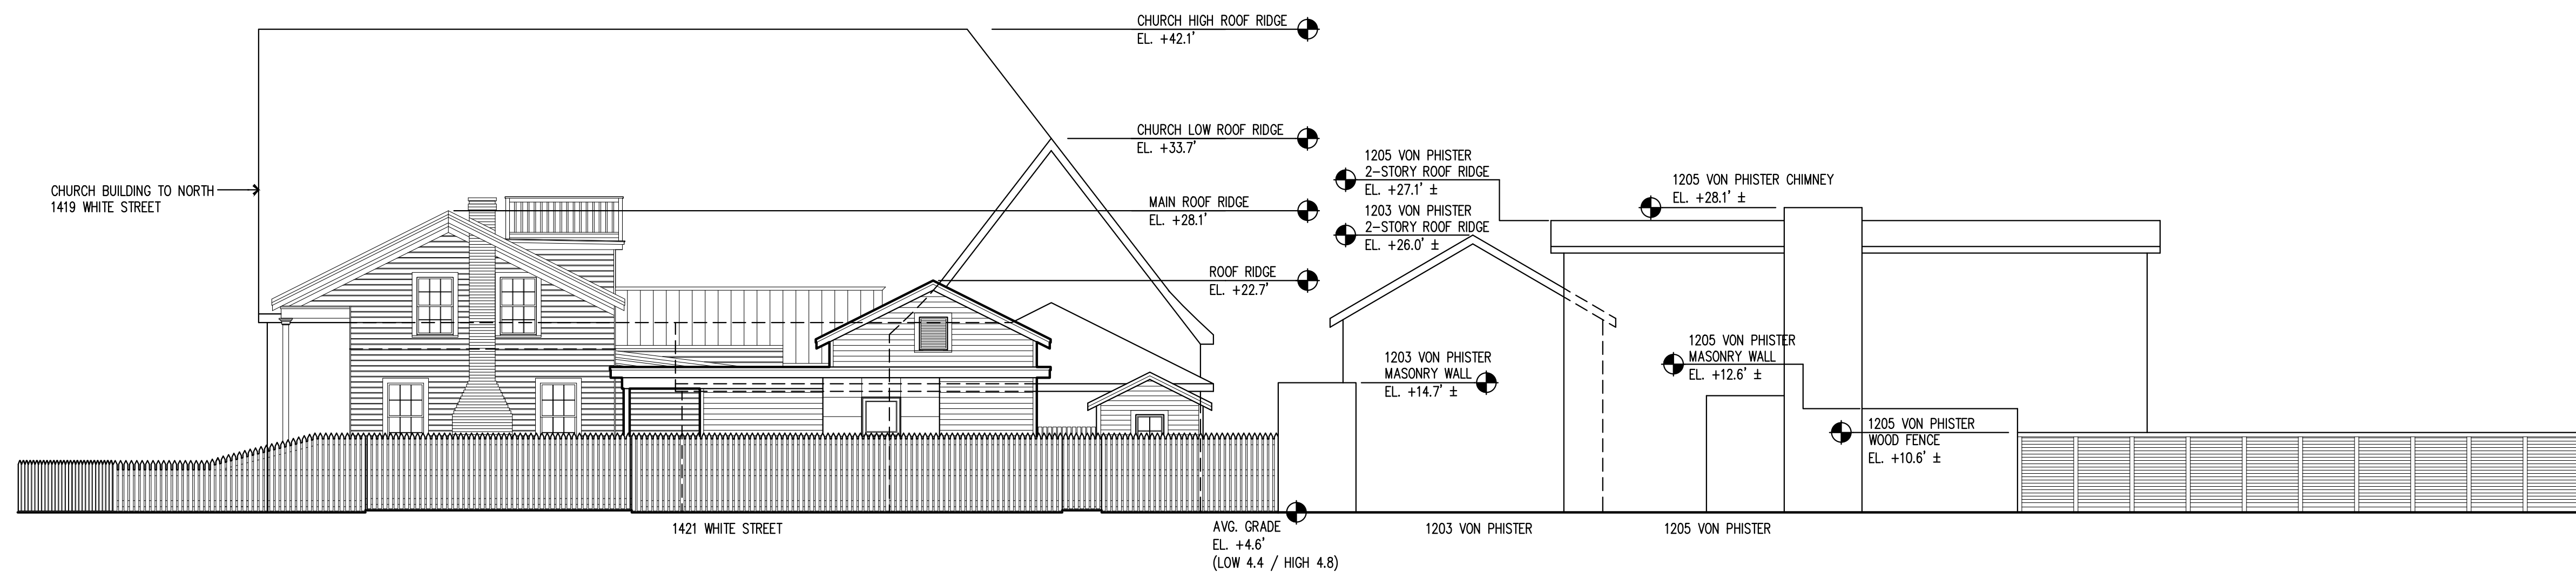 CHURCH HIGH ROOF RIDGE
EL. +42.1'
CHURCH LOW ROOF RIDGE
EL. +33.7'
CHURCH BUILDING TO NORTH
1419 WHITE STREET
MAIN ROOF RIDGE
EL. +28.1'
ROOF RIDGE
EL. +22.7'
1205 VON PHISTER
2-STORY ROOF RIDGE
EL. +27.1' ±
1203 VON PHISTER
2-STORY ROOF RIDGE
EL. +26.0' ±
1205 VON PHISTER CHIMNEY
EL. +28.1' ±
1203 VON PHISTER
MASONRY WALL
EL. +14.7' ±
1205 VON PHISTER
MASONRY WALL
EL. +12.6' ±
1205 VON PHISTER
WOOD FENCE
EL. +10.6' ±
1421 WHITE STREET
AVG. GRADE
EL. +4.6'
(LOW 4.4 / HIGH 4.8)
1203 VON PHISTER
1205 VON PHISTER